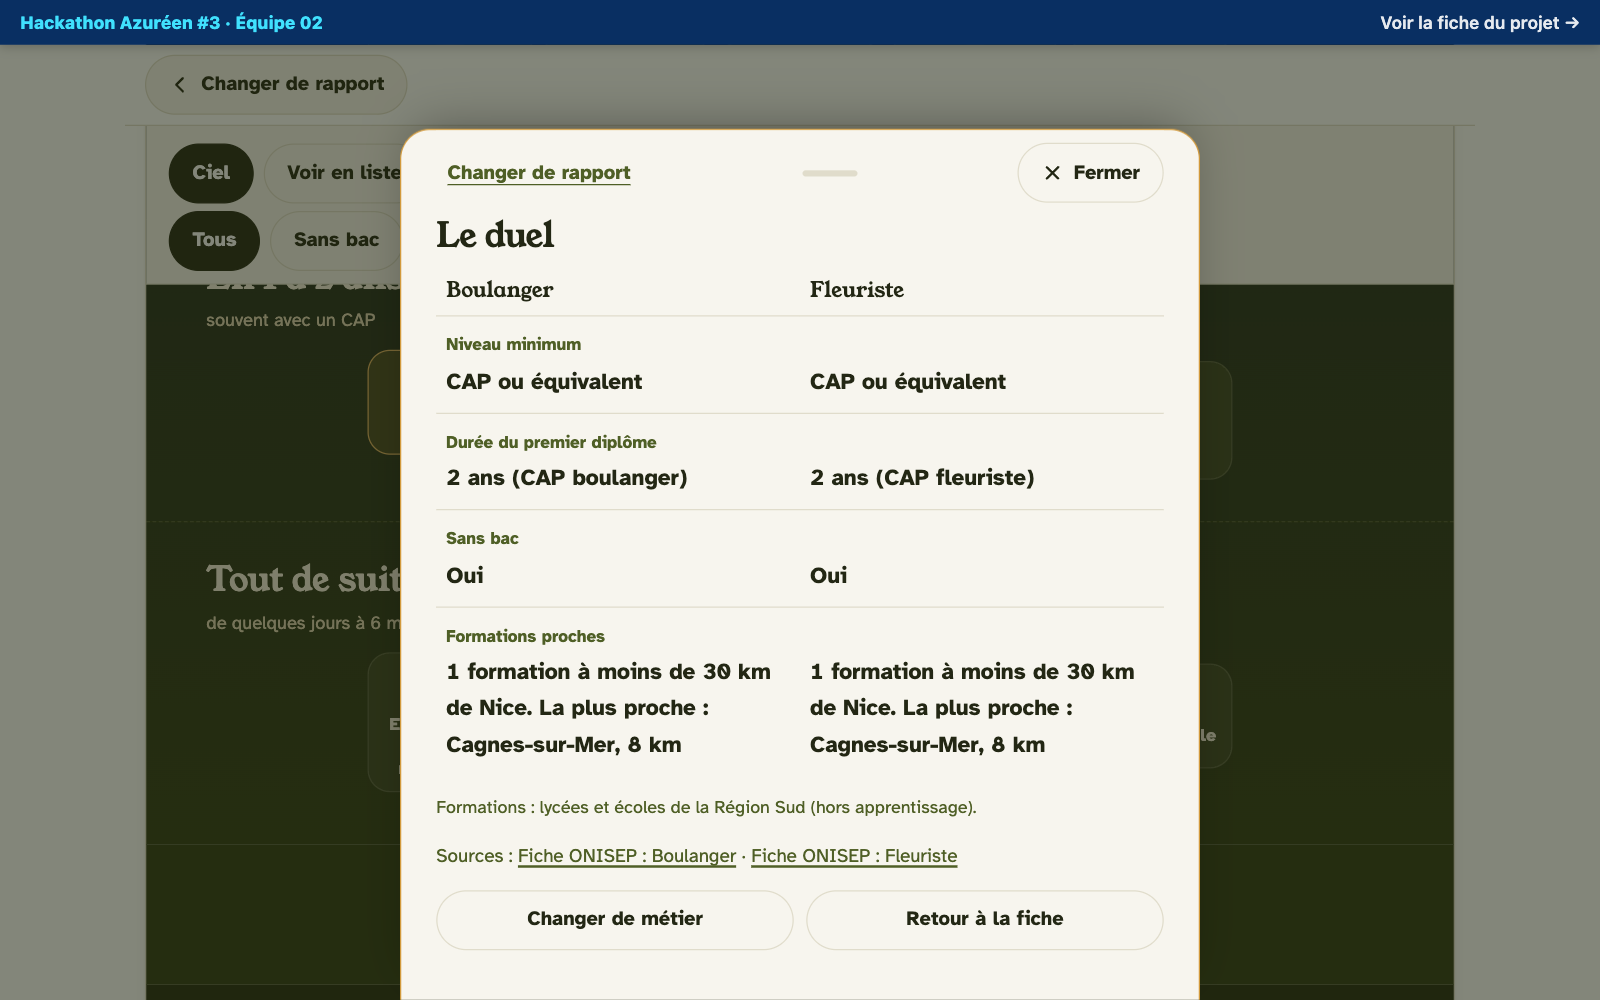 Hackathon Azuréen #3 · Équipe 02
Voir la fiche du projet →
Changer de rapport
Ciel
Voir en liste
Tous
Sans bac
souvent avec un CAP
Tout de suit
de quelques jours à 6 m
Changer de rapport
Fermer
Le duel
Boulanger
Fleuriste
Niveau minimum
CAP ou équivalent
CAP ou équivalent
Durée du premier diplôme
2 ans (CAP boulanger)
2 ans (CAP fleuriste)
Sans bac
Oui
Oui
Formations proches
1 formation à moins de 30 km
de Nice. La plus proche :
Cagnes-sur-Mer, 8 km
1 formation à moins de 30 km
de Nice. La plus proche :
Cagnes-sur-Mer, 8 km
Formations : lycées et écoles de la Région Sud (hors apprentissage).
Sources : Fiche ONISEP : Boulanger · Fiche ONISEP : Fleuriste
Changer de métier
Retour à la fiche